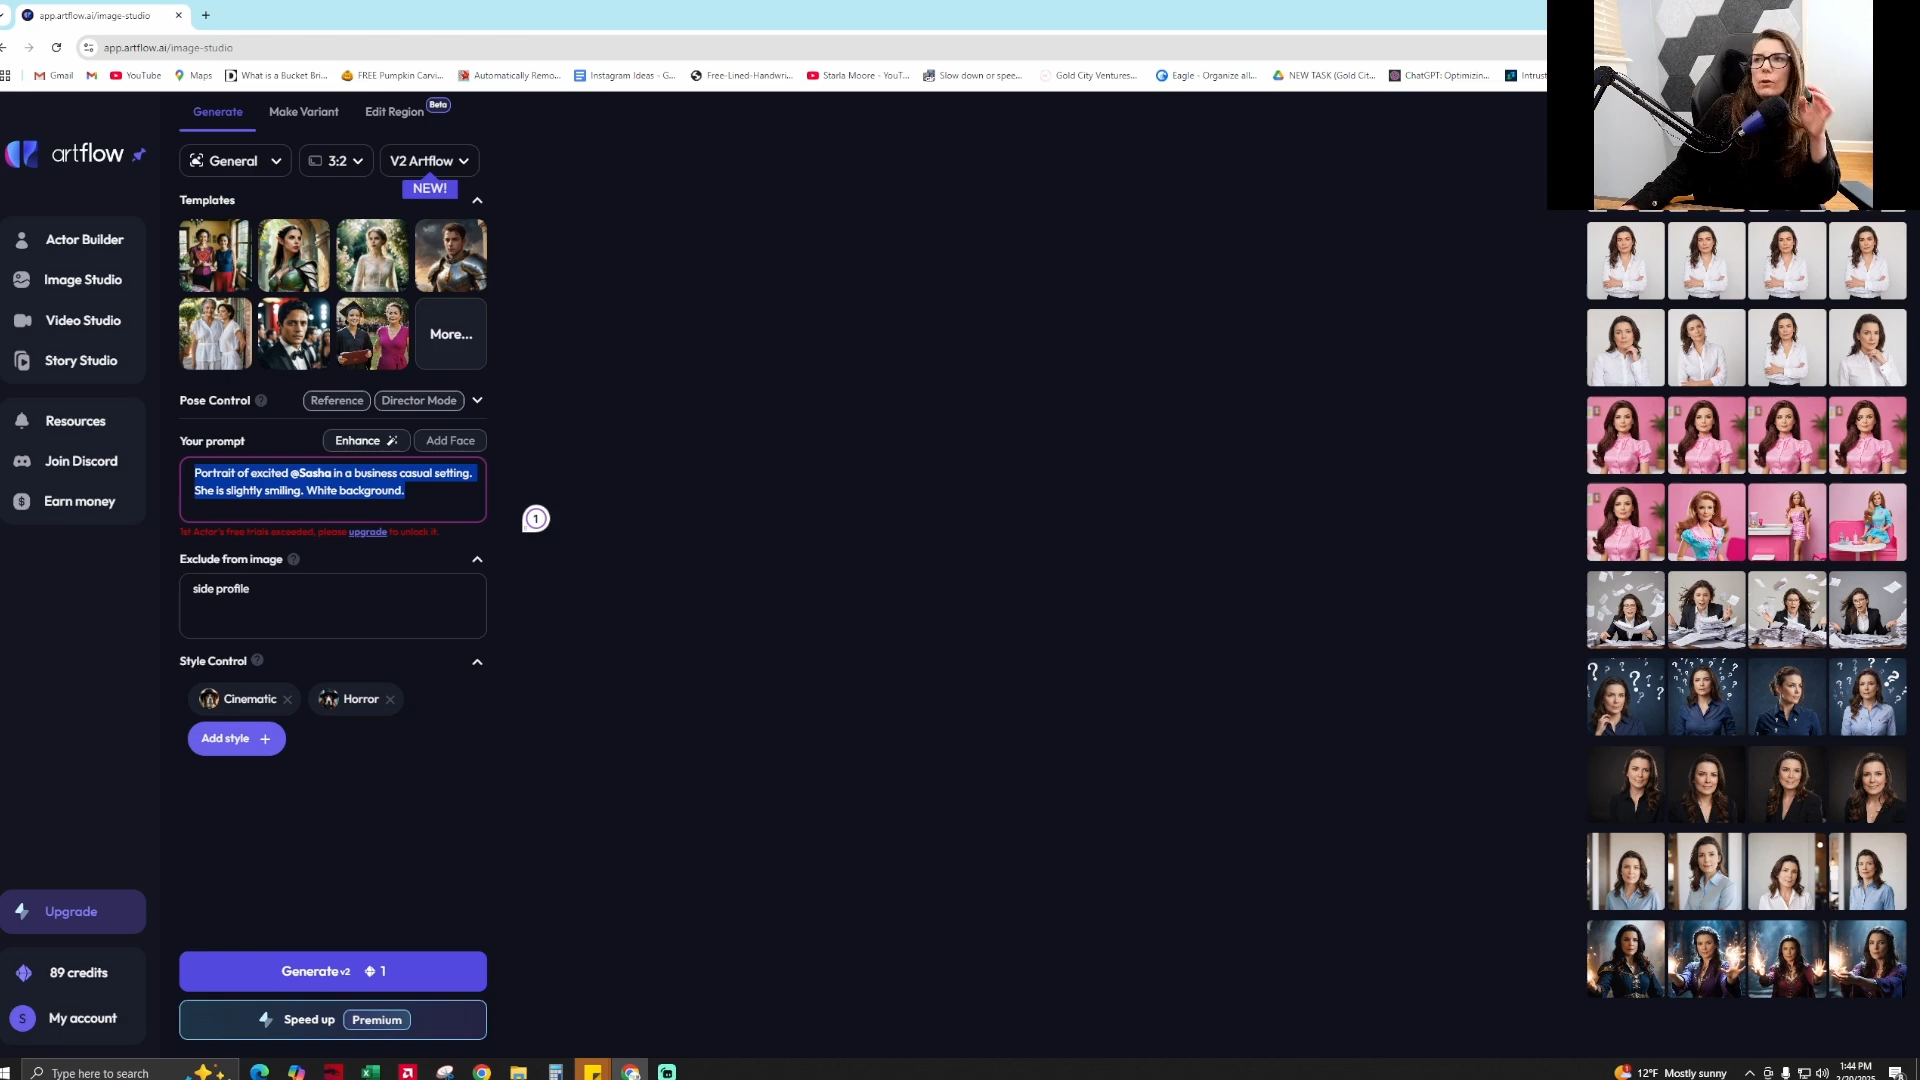 app.artflow.ai/image-studio
app.artflow.ai/image-studio
Gmail
YouTube
Maps
What is a Bucket Bri...
FREE Pumpkin Carvi...
Automatically Remo...
Instagram Ideas - G...
Free-Lined-Handwri...
Starla Moore - YouT...
Slow down or spee...
Gold City Ventures...
Eagle - Organize all...
NEW TASK (Gold Cit...
ChatGPT: Optimizin...
Intrust
artflow
Actor Builder
Image Studio
Video Studio
Story Studio
Resources
Join Discord
Earn money
Upgrade
89 credits
S My account
Generate
Make Variant
Edit Region
Beta
General
3:2
V2 Artflow
NEW!
Templates
More...
Pose Control ?
Reference
Director Mode
Your prompt
Enhance
Add Face
Portrait of excited @Sasha in a business casual setting.
She is slightly smiling. White background.
1st Actor's free trials exceeded, please upgrade to unlock it.
1
Exclude from image ?
side profile
Style Control ?
Cinematic
Horror
Add style +
Generate v2 1
Speed up Premium
Type here to search
12°F Mostly sunny
1:44 PM
2/20/2025